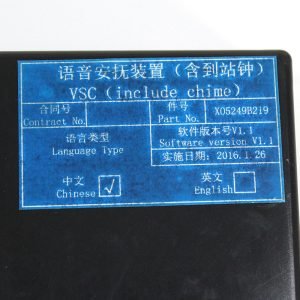 语音安抚装置（含到站钟）
VSC (include chime)
合同号 件号 X05249B219
Contract No. Part No.
语言类型 软件版本号V1.1
Language Type Software version V1.1
实施日期: 2016.1.26
中文 英文
Chinese ✓ English